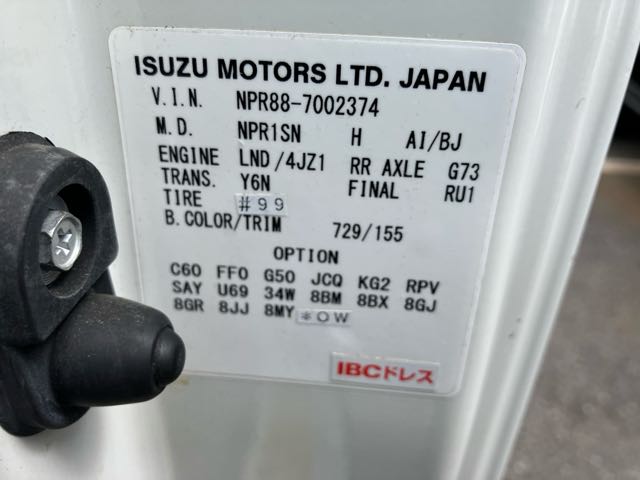 ISUZU MOTORS LTD. JAPAN
V.I.N. NPR88-7002374
M.D. NPR1SN H AI/BJ
ENGINE LND/4JZ1 RR AXLE G73
TRANS. Y6N FINAL RU1
TIRE #99
B.COLOR/TRIM 729/155
OPTION
C60 FF0 G50 JCQ KG2 RPV
SAY U69 34W 8BM 8BX 8GJ
8GR 8JJ 8MY *0W
IBCドレス